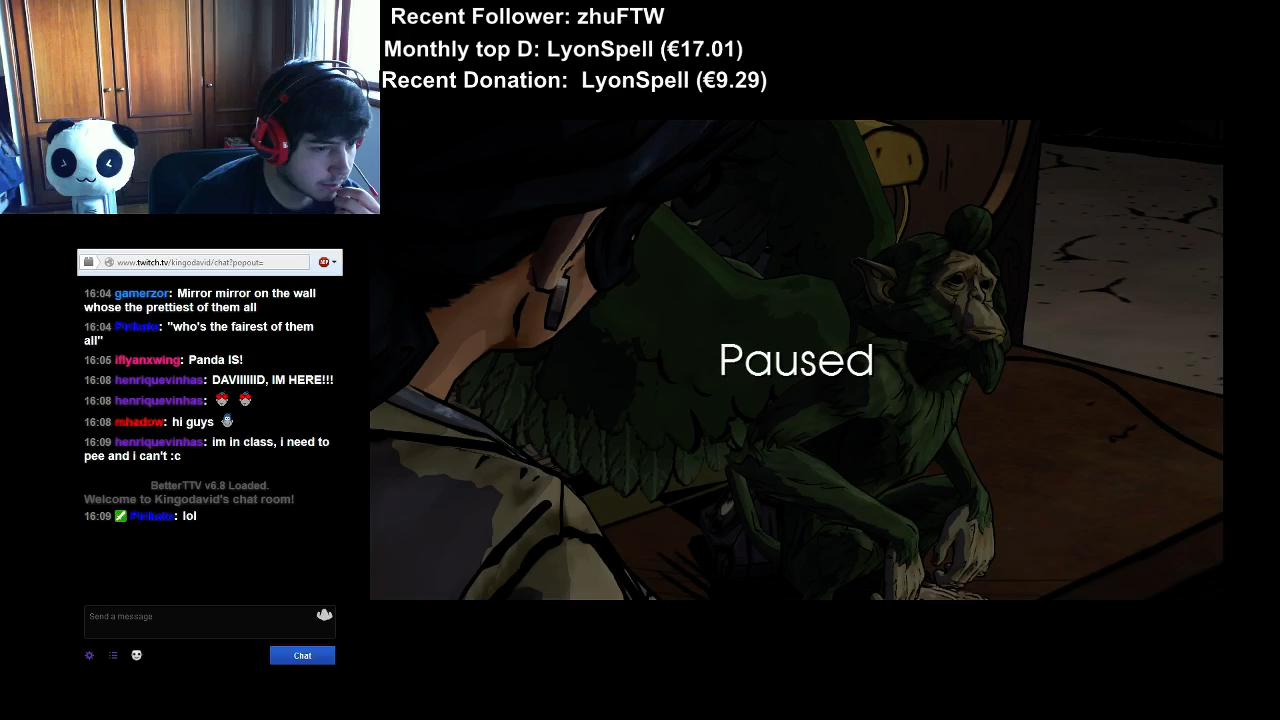 Recent Follower: zhuFTW
Monthly top D: LyonSpell (€17.01)
Recent Donation: LyonSpell (€9.29)
www.twitch.tv/kingodavid/chat?popout=
16:04 gamerzor: Mirror mirror on the wall
whose the prettiest of them all
16:04 : "who's the fairest of them
all"
16:05 iflyanxwing: Panda IS!
16:08 henriquevinhas: DAVIIIIIID, IM HERE!!!
16:08 henriquevinhas:
16:08 mhadow: hi guys
16:09 henriquevinhas: im in class, i need to
pee and i can't :c
BetterTTV v6.8 Loaded.
Welcome to Kingodavid's chat room!
16:09 : lol
Send a message
Chat
Paused